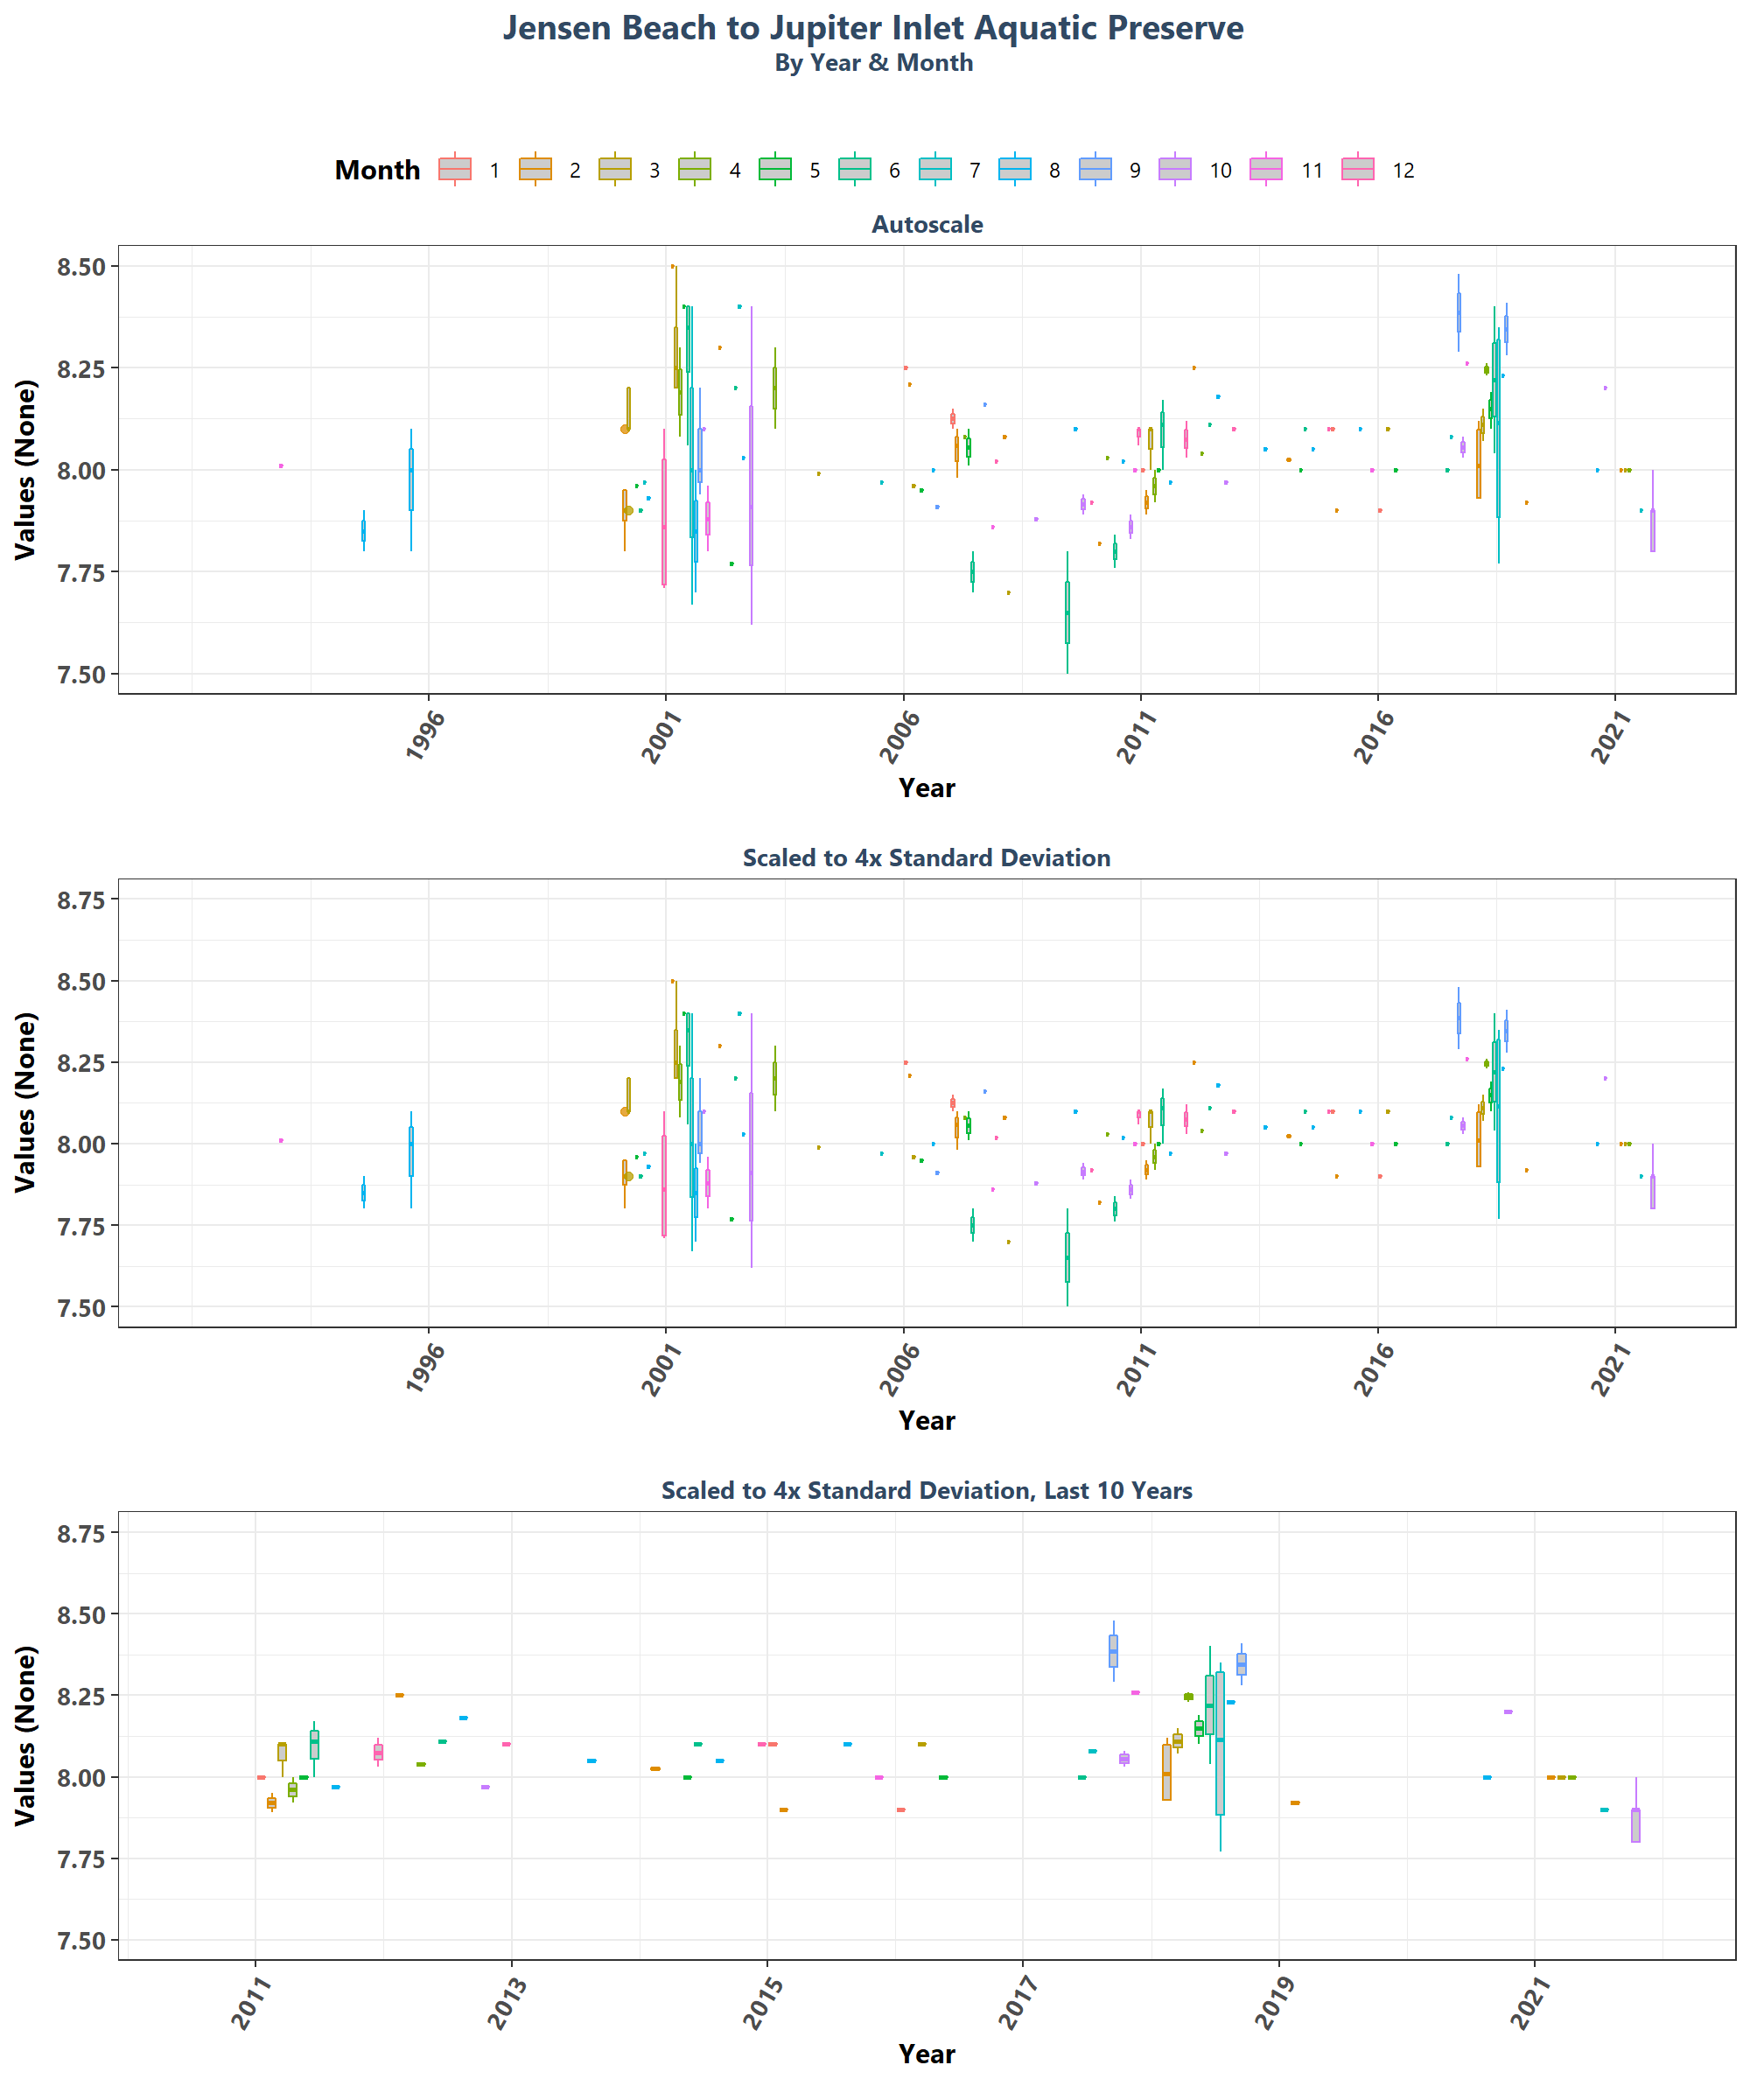 Jensen Beach to Jupiter Inlet Aquatic Preserve
By Year & Month
Month 1 2 3 4 5 6 7 8 9 10 11 12
Autoscale
8.50
8.25
8.00
7.75
7.50
Values (None)
1996 2001 2006 2011 2016 2021
Year
Scaled to 4x Standard Deviation
8.75
8.50
8.25
8.00
7.75
7.50
Values (None)
1996 2001 2006 2011 2016 2021
Year
Scaled to 4x Standard Deviation, Last 10 Years
8.75
8.50
8.25
8.00
7.75
7.50
Values (None)
2011 2013 2015 2017 2019 2021
Year